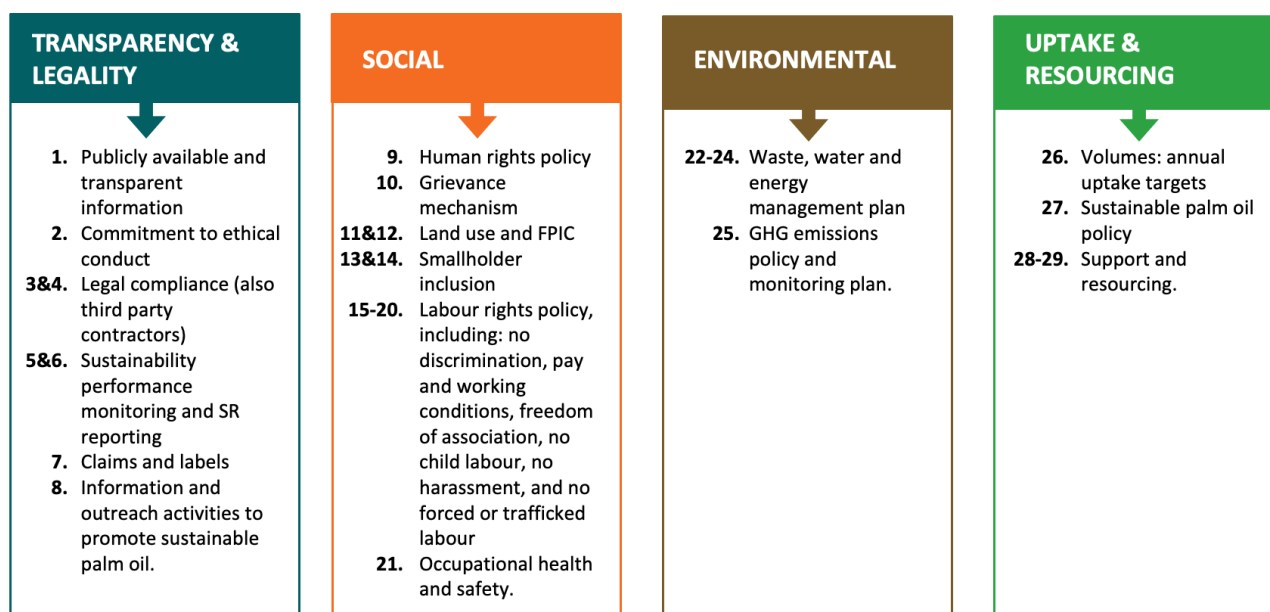 TRANSPARENCY &
LEGALITY
1. Publicly available and
transparent
information
2. Commitment to ethical
conduct
3&4. Legal compliance (also
third party
contractors)
5&6. Sustainability
performance
monitoring and SR
reporting
7. Claims and labels
8. Information and
outreach activities to
promote sustainable
palm oil.
SOCIAL
9. Human rights policy
10. Grievance
mechanism
11&12. Land use and FPIC
13&14. Smallholder
inclusion
15-20. Labour rights policy,
including: no
discrimination, pay
and working
conditions, freedom
of association, no
child labour, no
harassment, and no
forced or trafficked
labour
21. Occupational health
and safety.
ENVIRONMENTAL
22-24. Waste, water and
energy
management plan
25. GHG emissions
policy and
monitoring plan.
UPTAKE &
RESOURCING
26. Volumes: annual
uptake targets
27. Sustainable palm oil
policy
28-29. Support and
resourcing.